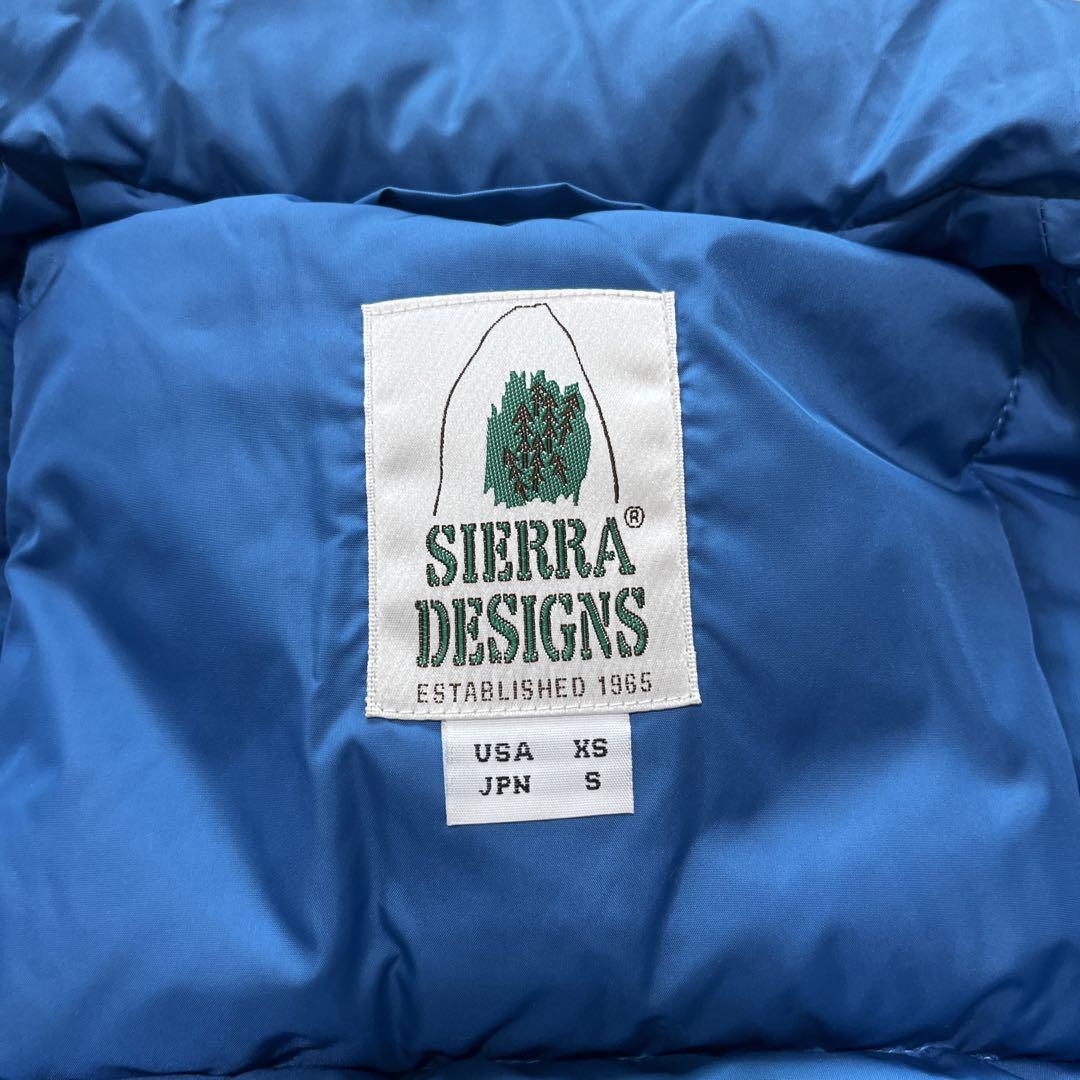 SIERRA®
DESIGNS
ESTABLISHED 1965
USA XS
JPN S